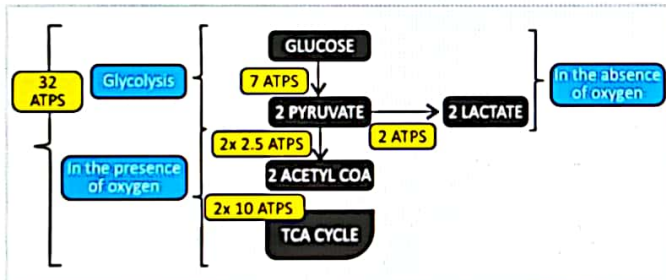 GLUCOSE
32
ATPS
Glycolysis
7 ATPS
In the absence
of oxygen
2 PYRUVATE
2 LACTATE
2 ATPS
2x 2.5 ATPS
In the presence
of oxygen
2 ACETYL COA
2x 10 ATPS
TCA CYCLE